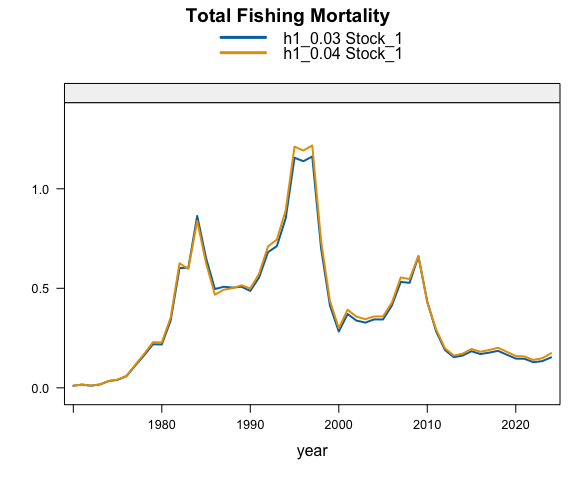 Total Fishing Mortality
h1_0.03 Stock_1
h1_0.04 Stock_1
1.0
0.5
0.0
1980 1990 2000 2010 2020
year